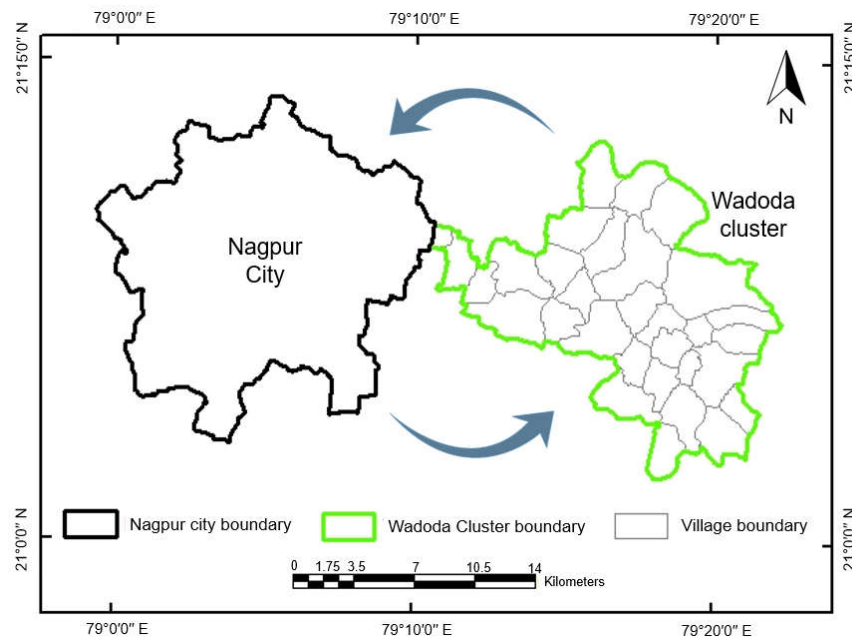 79°0'0" E
79°10'0" E
79°20'0" E
21°15'0" N
21°15'0" N
N
Wadoda
cluster
Nagpur
City
Nagpur city boundary
Wadoda Cluster boundary
Village boundary
21°0'0" N
21°0'0" N
0 1.75 3.5 7 10.5 14
Kilometers
79°0'0" E
79°10'0" E
79°20'0" E